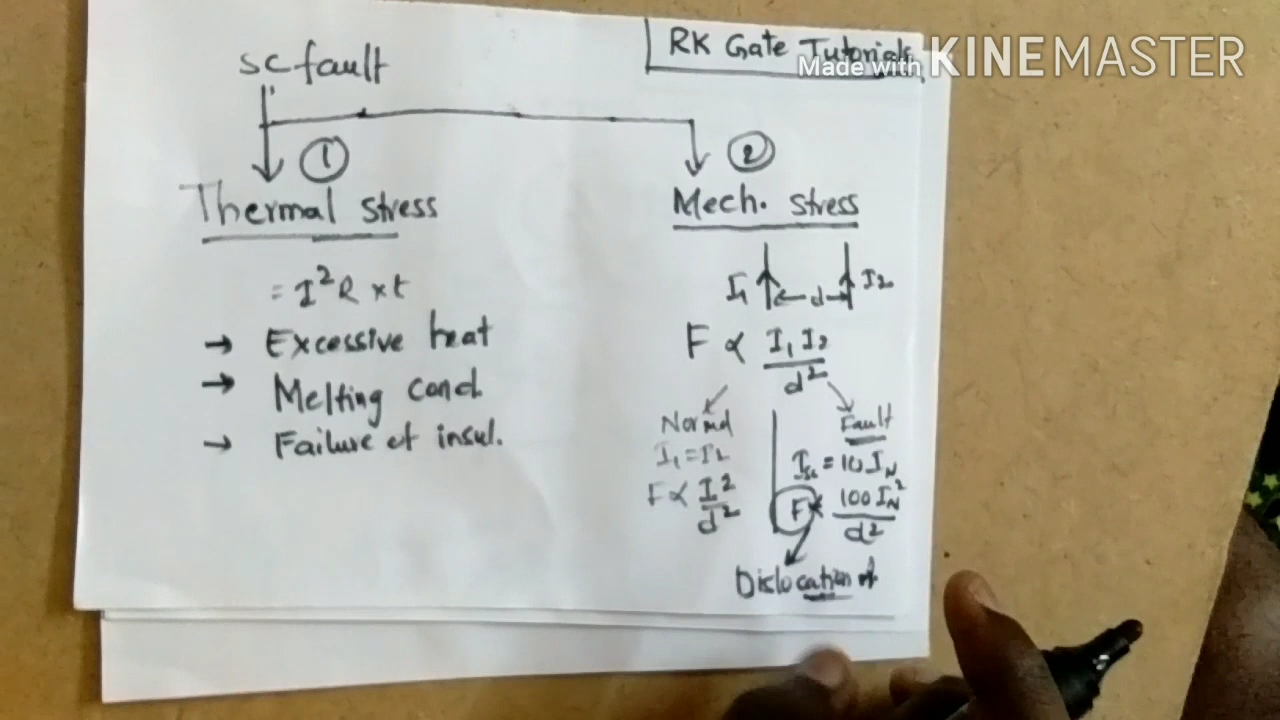 RK Gate Tutorials
Made with KINEMASTER
SC fault
① ②
Thermal stress
= I²R × t
→ Excessive heat
→ Melting cond
→ Failure of insul.
Mech. stress
I₁ ← d → I₂
F ∝ I₁ I₂ / d²
Normal
I₁ = I₂
F ∝ I² / d²
Fault
Isc = 10 IN
F ∝ 100 IN² / d²
Dislocation of